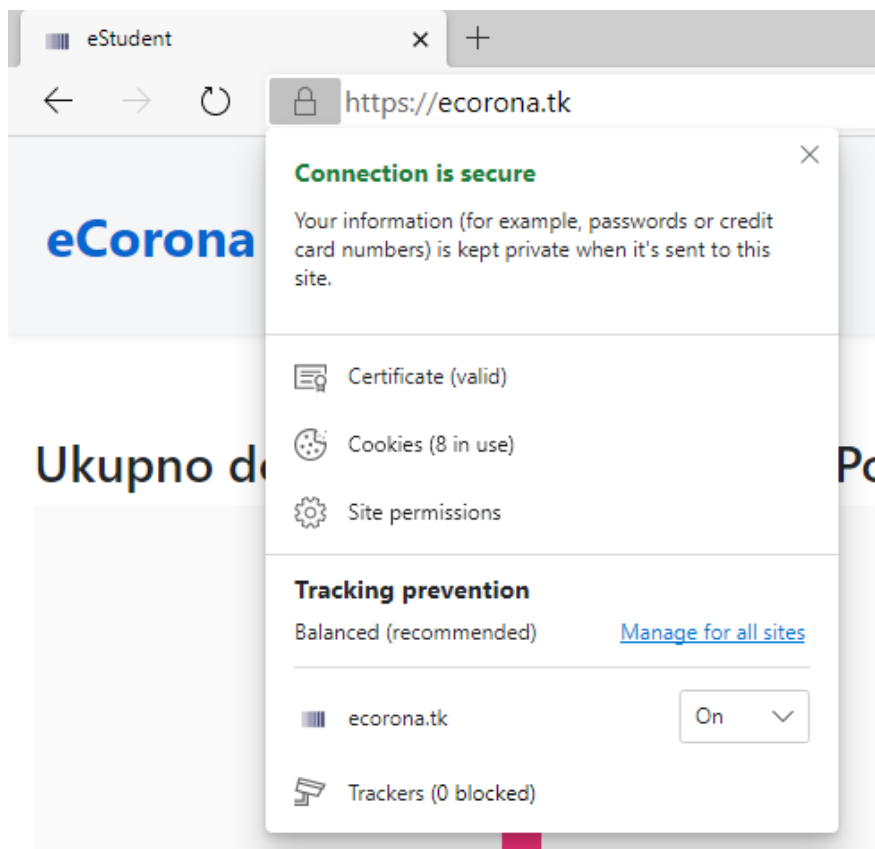 eStudent
https://ecorona.tk
Connection is secure
Your information (for example, passwords or credit
card numbers) is kept private when it's sent to this
site.
eCorona
Certificate (valid)
Cookies (8 in use)
Ukupno
Site permissions
Tracking prevention
Balanced (recommended) Manage for all sites
ecorona.tk On
Trackers (0 blocked)